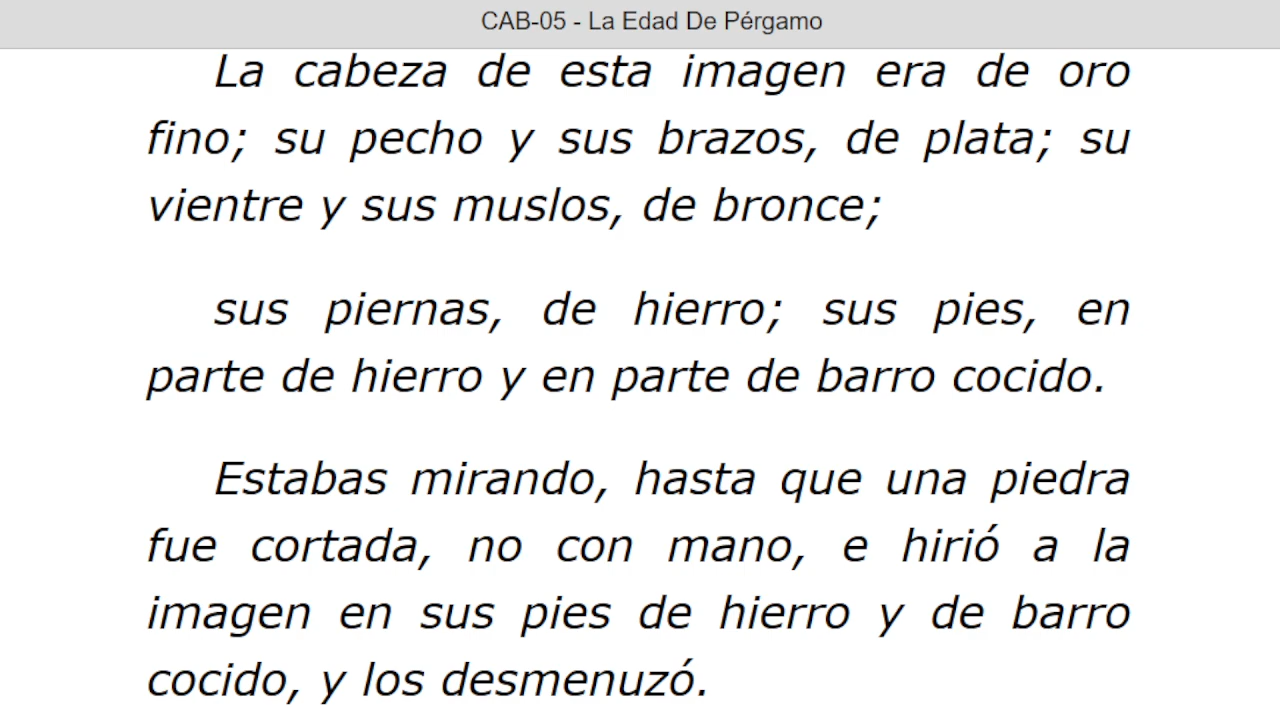 CAB-05 - La Edad De Pérgamo
La cabeza de esta imagen era de oro
fino; su pecho y sus brazos, de plata; su
vientre y sus muslos, de bronce;
sus piernas, de hierro; sus pies, en
parte de hierro y en parte de barro cocido.
Estabas mirando, hasta que una piedra
fue cortada, no con mano, e hirió a la
imagen en sus pies de hierro y de barro
cocido, y los desmenuzó.